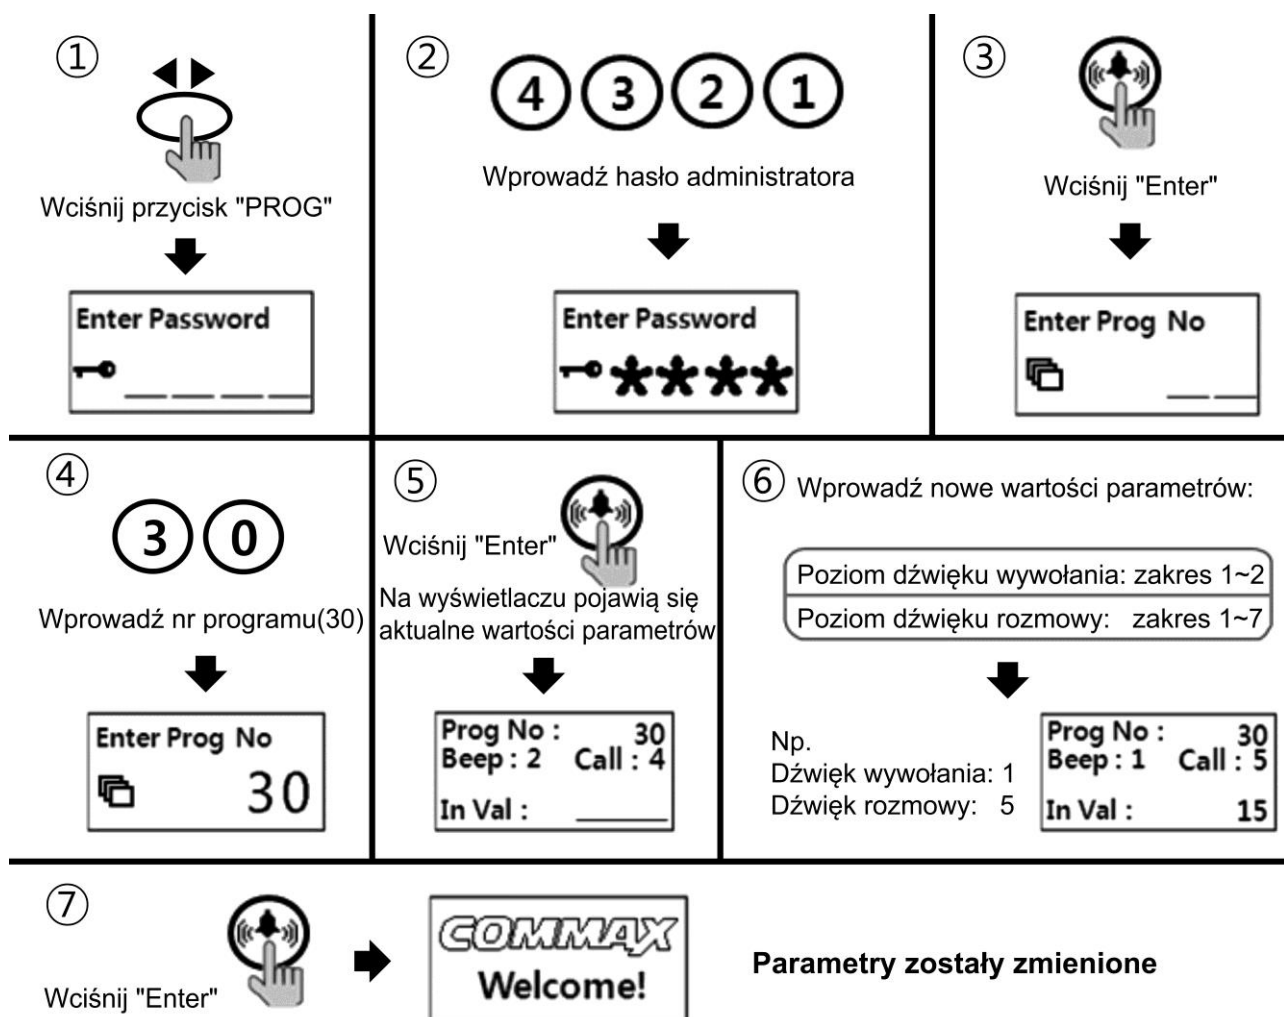 ①
Wciśnij przycisk "PROG"
Enter Password
②
4 3 2 1
Wprowadź hasło administratora
Enter Password
③
Wciśnij "Enter"
Enter Prog No
④
3 0
Wprowadź nr programu(30)
Enter Prog No
30
⑤
Wciśnij "Enter"
Na wyświetlaczu pojawią się
aktualne wartości parametrów
Prog No : 30
Beep : 2 Call : 4
In Val :
⑥ Wprowadź nowe wartości parametrów:
Poziom dźwięku wywołania: zakres 1~2
Poziom dźwięku rozmowy: zakres 1~7
Np.
Dźwięk wywołania: 1
Dźwięk rozmowy: 5
Prog No : 30
Beep : 1 Call : 5
In Val : 15
⑦
Wciśnij "Enter"
COMMAX
Welcome!
Parametry zostały zmienione